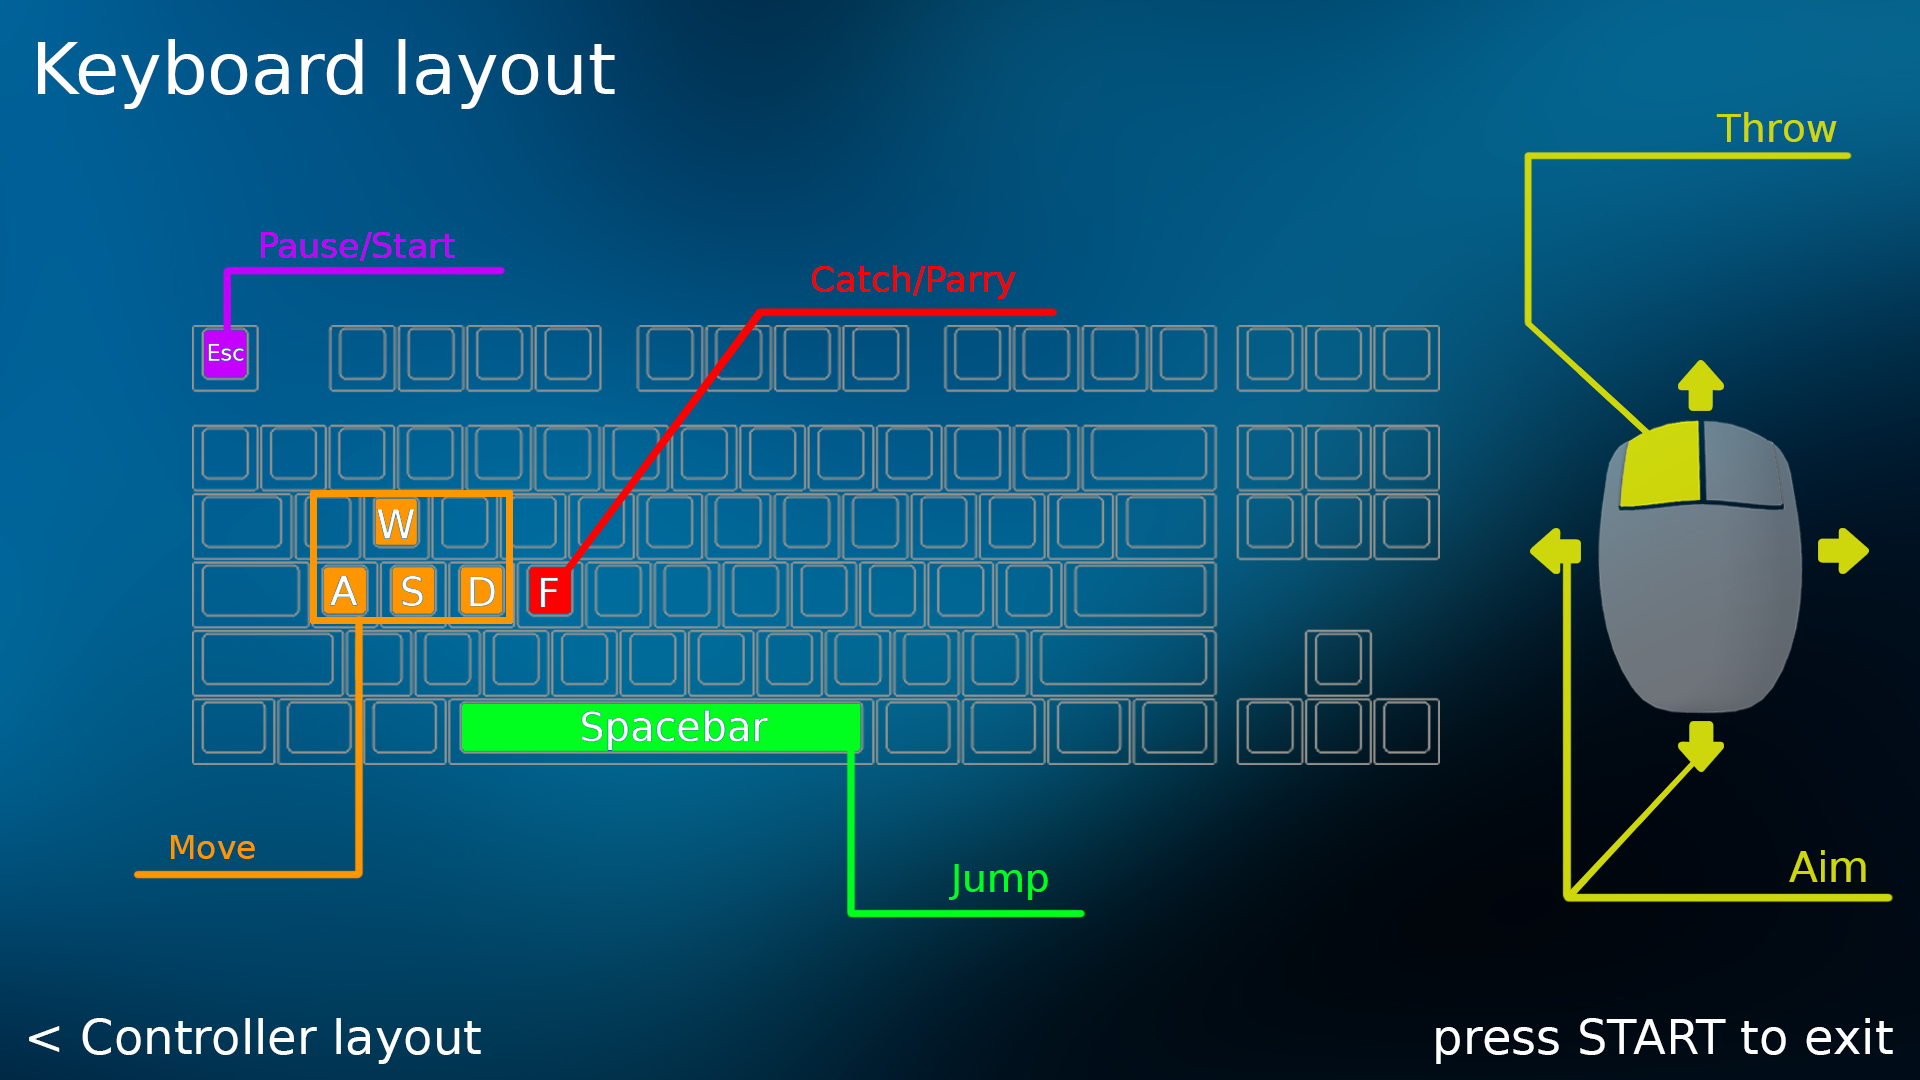 Keyboard layout
Throw
Pause/Start
Catch/Parry
Esc
W
A S D F
Spacebar
Move
Jump
Aim
< Controller layout
press START to exit